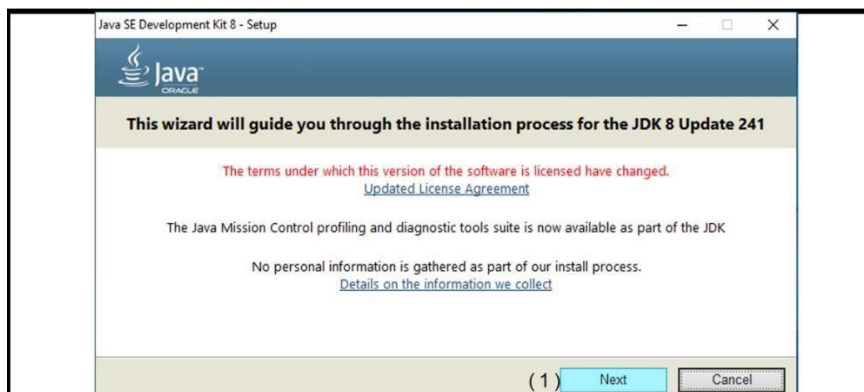 Java SE Development Kit 8 - Setup
Java™
ORACLE
This wizard will guide you through the installation process for the JDK 8 Update 241
The terms under which this version of the software is licensed have changed.
Updated License Agreement
The Java Mission Control profiling and diagnostic tools suite is now available as part of the JDK
No personal information is gathered as part of our install process.
Details on the information we collect
( 1 ) Next Cancel